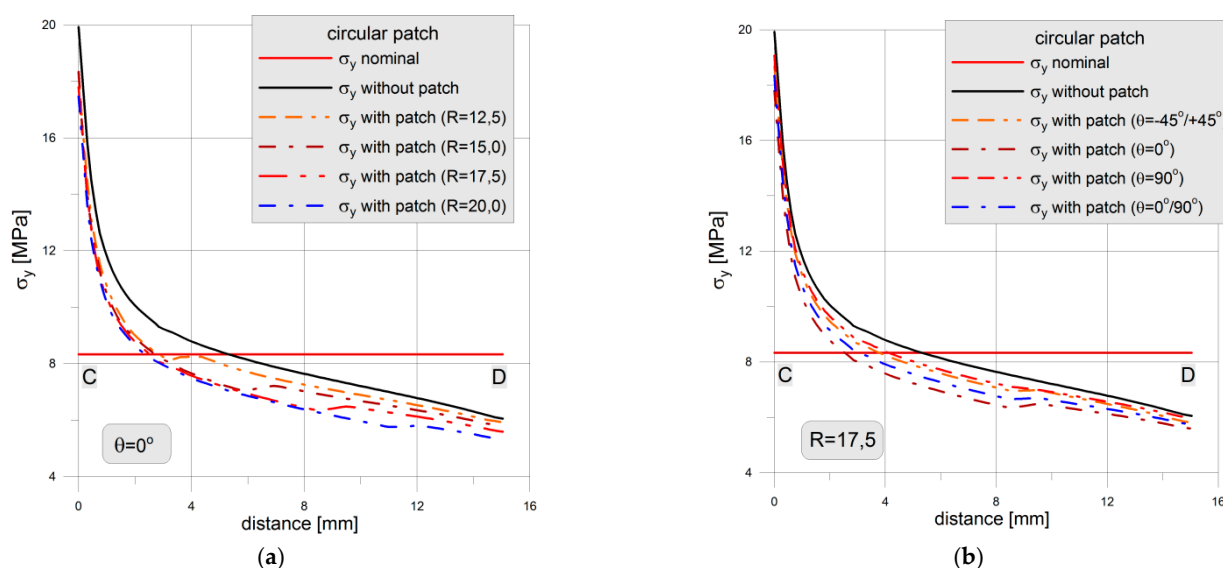 20
16
12
8
4
σy [MPa]
circular patch
σy nominal
σy without patch
σy with patch (R=12,5)
σy with patch (R=15,0)
σy with patch (R=17,5)
σy with patch (R=20,0)
C
D
θ=0°
0
4
8
12
16
distance [mm]
(a)
20
16
12
8
4
σy [MPa]
circular patch
σy nominal
σy without patch
σy with patch (θ=-45°/+45°)
σy with patch (θ=0°)
σy with patch (θ=90°)
σy with patch (θ=0°/90°)
C
D
R=17,5
0
4
8
12
16
distance [mm]
(b)